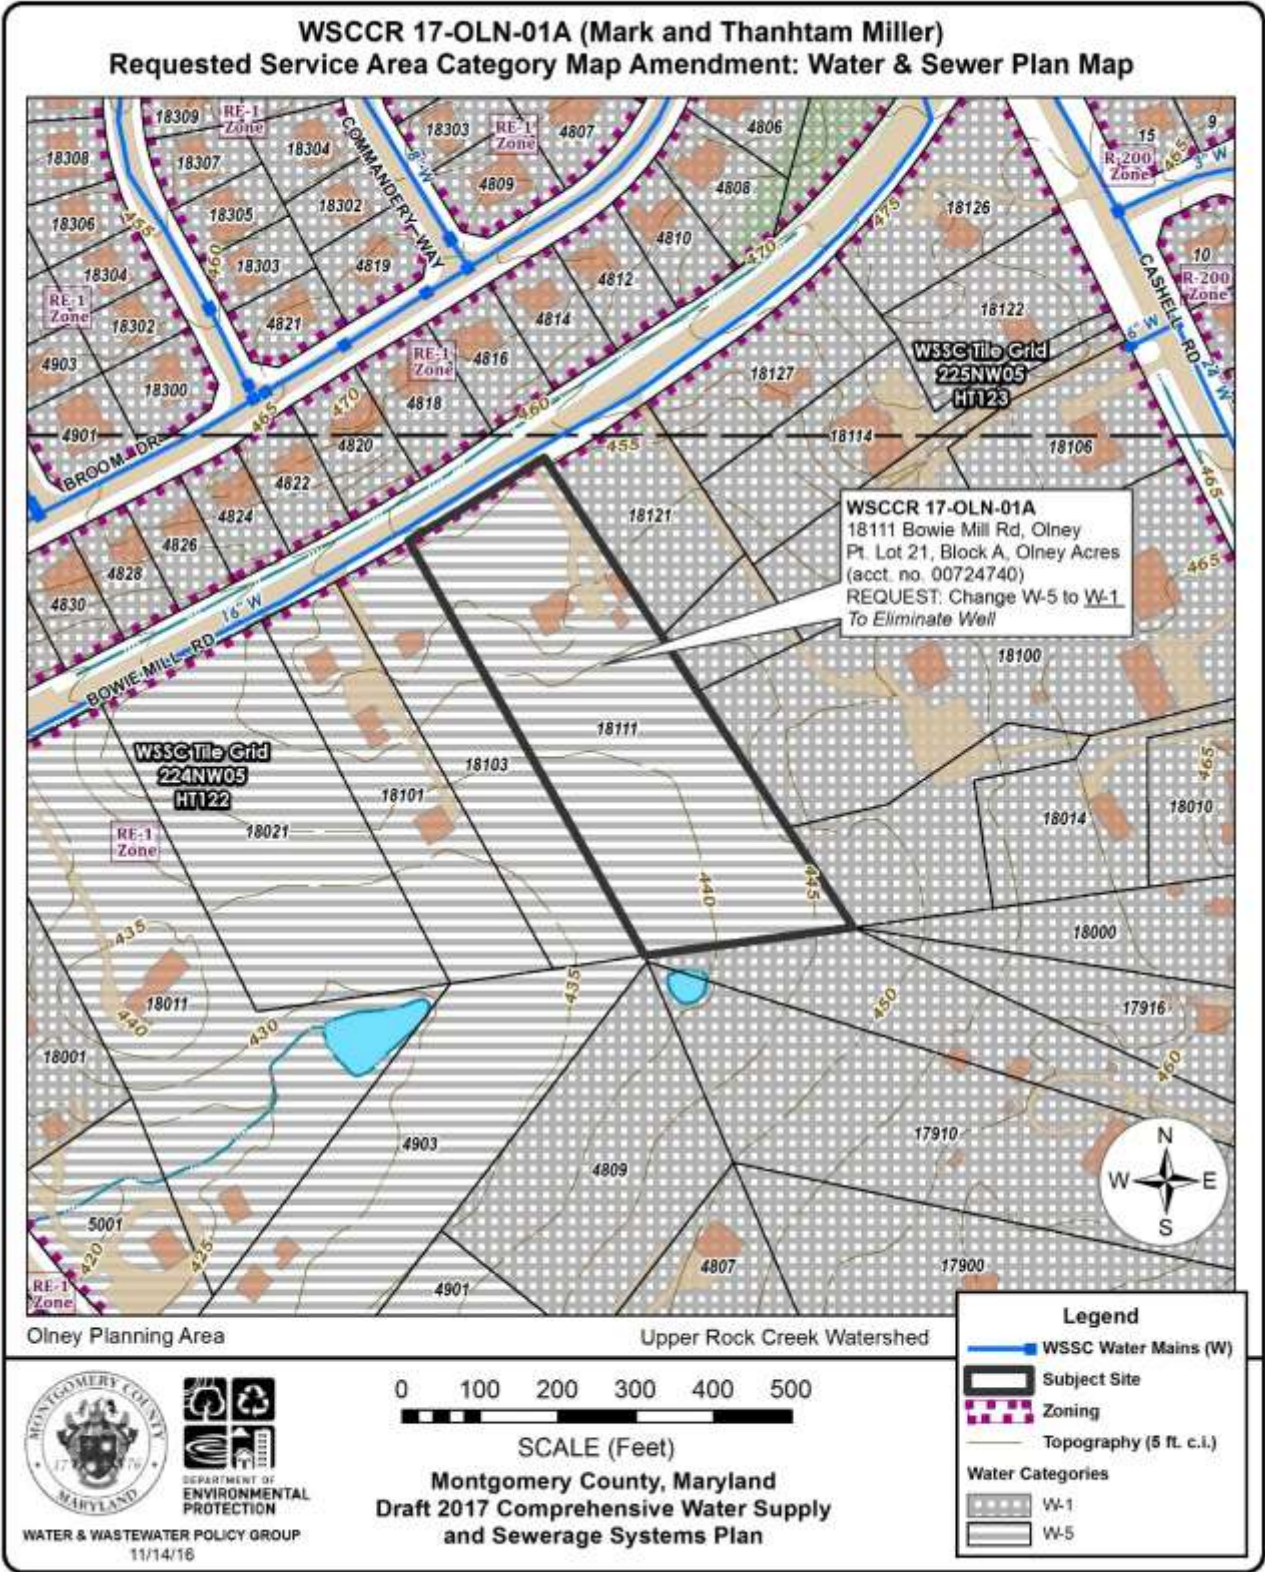 WSCCR 17-OLN-01A (Mark and Thanhtam Miller)
Requested Service Area Category Map Amendment: Water & Sewer Plan Map
18309
RE-1
Zone
18308
18307
18304
COMMANDERY WAY
8" W
18303
RE-1
Zone
4807
4806
15
9
R-200
Zone
465
3" W
4809
4808
18306
455
18305
18302
475
18126
460
4810
470
10
18304
18303
4819
4812
CASHELL RD
R-200
Zone
RE-1
Zone
18302
4821
4814
18122
6" W
WSSC Tile Grid
225NW05
HT123
24" W
4903
18300
RE-1
Zone
4816
18127
4818
460
470
465
4901
BROOM DR
4820
455
18114
18106
4822
465
4824
18121
WSCCR 17-OLN-01A
18111 Bowie Mill Rd, Olney
Pt. Lot 21, Block A, Olney Acres
(acct. no. 00724740)
REQUEST: Change W-5 to W-1
To Eliminate Well
4826
4828
465
4830
16" W
BOWIE MILL RD
18100
18111
WSSC Tile Grid
224NW05
HT122
18103
465
18101
18010
18014
RE-1
Zone
18021
440
445
435
18000
18011
435
450
17916
440
430
18001
460
4903
17910
4809
N
W
E
S
5001
420
425
4807
17900
RE-1
Zone
4901
Olney Planning Area
Upper Rock Creek Watershed
Legend
WSSC Water Mains (W)
Subject Site
Zoning
Topography (5 ft. c.i.)
Water Categories
W-1
W-5
MONTGOMERY COUNTY
17 76
MARYLAND
DEPARTMENT OF
ENVIRONMENTAL
PROTECTION
WATER & WASTEWATER POLICY GROUP
11/14/16
0 100 200 300 400 500
SCALE (Feet)
Montgomery County, Maryland
Draft 2017 Comprehensive Water Supply
and Sewerage Systems Plan